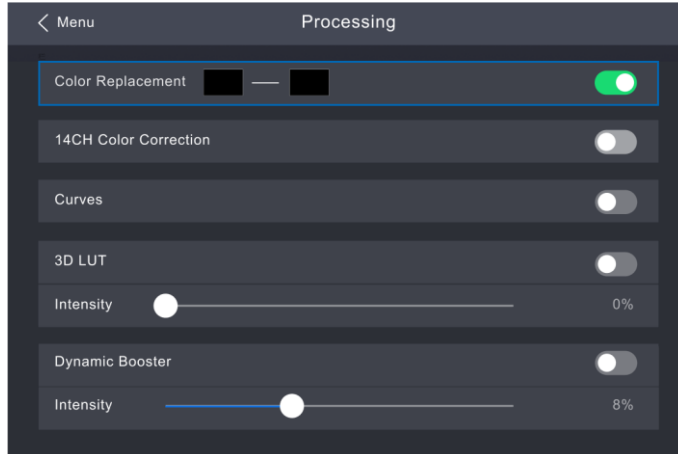 Menu
Processing
Color Replacement
14CH Color Correction
Curves
3D LUT
Intensity 0%
Dynamic Booster
Intensity 8%